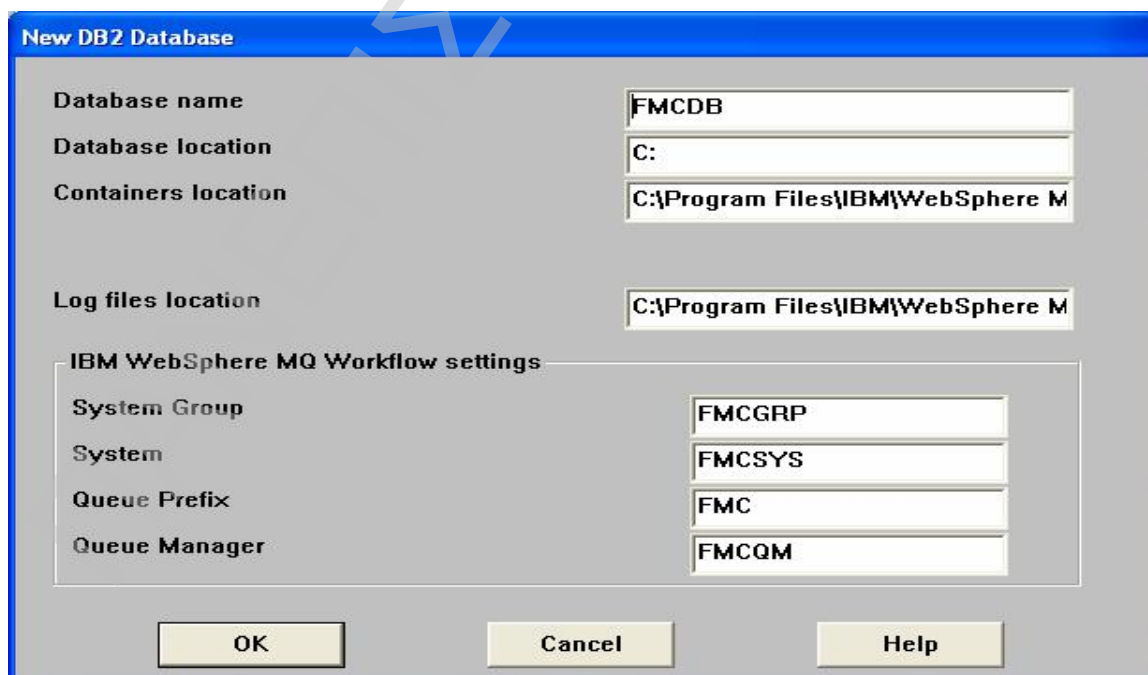 New DB2 Database
Database name FMCDB
Database location C:
Containers location C:\Program Files\IBM\WebSphere M
Log files location C:\Program Files\IBM\WebSphere M
IBM WebSphere MQ Workflow settings
System Group FMCGRP
System FMCSYS
Queue Prefix FMC
Queue Manager FMCQM
OK Cancel Help